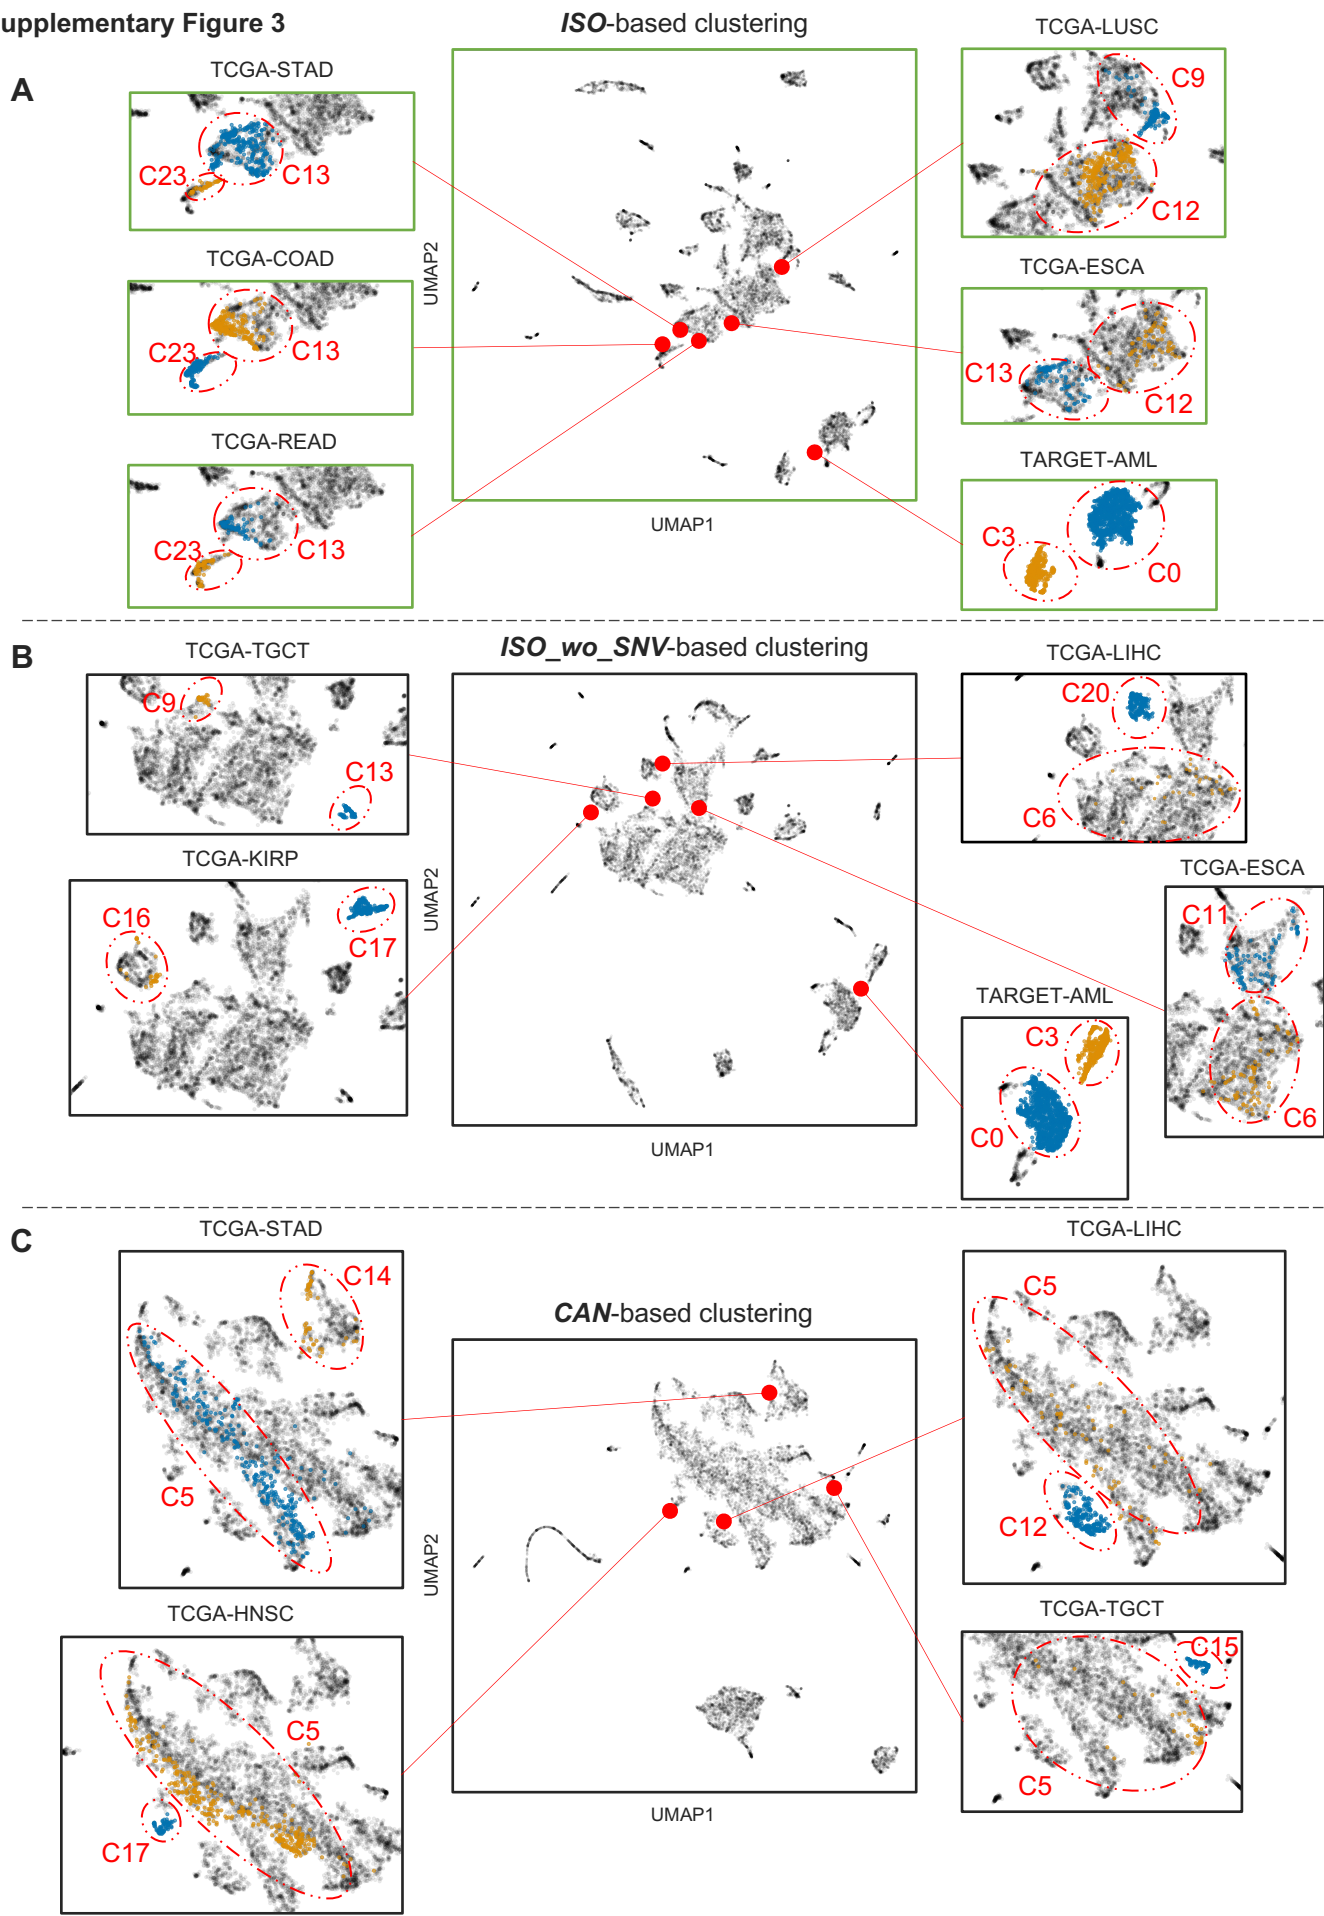 upplementary Figure 3
A
ISO-based clustering
TCGA-STAD
C23
C13
TCGA-COAD
C23
C13
TCGA-READ
C23
C13
UMAP2
UMAP1
TCGA-LUSC
C9
C12
TCGA-ESCA
C13
C12
TARGET-AML
C3
C0
B
ISO_wo_SNV-based clustering
TCGA-TGCT
C9
C13
TCGA-KIRP
C16
C17
UMAP2
UMAP1
TCGA-LIHC
C20
C6
TCGA-ESCA
C11
C6
TARGET-AML
C3
C0
C
CAN-based clustering
TCGA-STAD
C14
C5
TCGA-HNSC
C5
C17
UMAP2
UMAP1
TCGA-LIHC
C5
C12
TCGA-TGCT
C15
C5